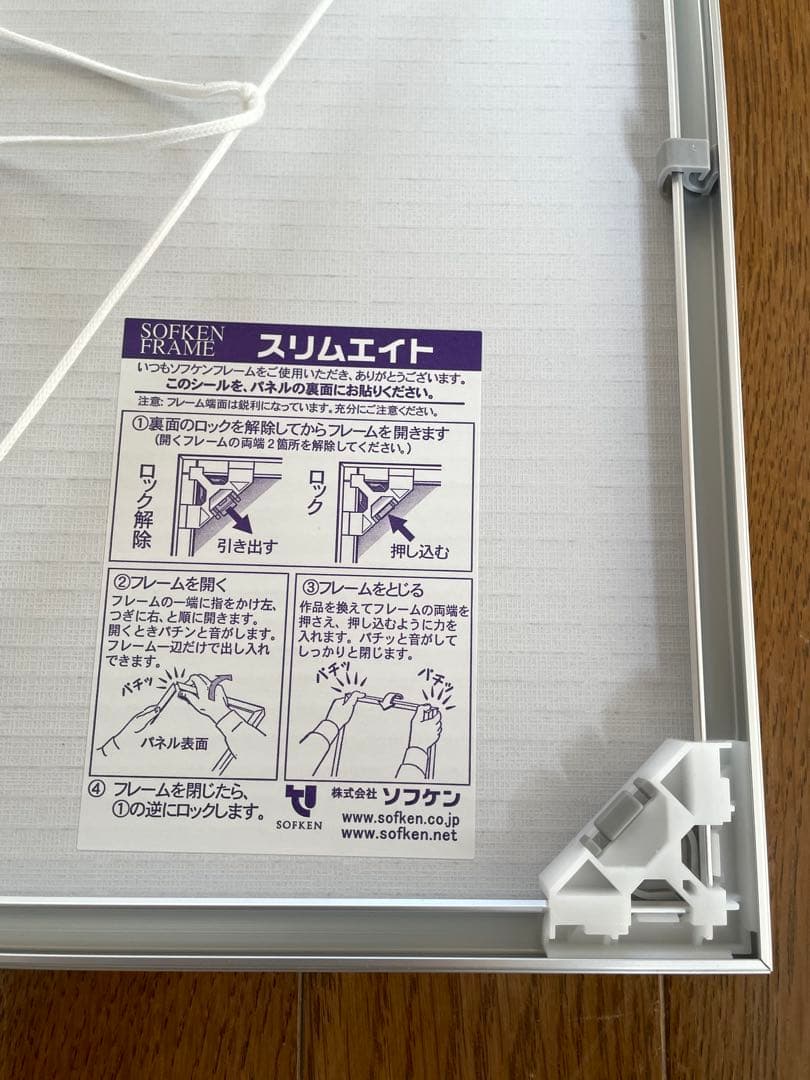 SOFKEN
FRAME
スリムエイト
いつもソフケンフレームをご使用いただき、ありがとうございます。
このシールを、パネルの裏面にお貼りください。
注意: フレーム端面は鋭利になっています。充分にご注意ください。
①裏面のロックを解除してからフレームを開きます
(開くフレームの両端2箇所を解除してください。)
ロック解除
引き出す
ロック
押し込む
②フレームを開く
フレームの一端に指をかけ左、
つぎに右、と順に開きます。
開くときパチンと音がします。
フレーム一辺だけで出し入れ
できます。
パチッ
パネル表面
③フレームをとじる
作品を換えてフレームの両端を
押さえ、押し込むように力を
入れます。パチッと音がして
しっかりと閉じます。
パチッ
パチッ
④ フレームを閉じたら、
①の逆にロックします。
SOFKEN
株式会社 ソフケン
www.sofken.co.jp
www.sofken.net